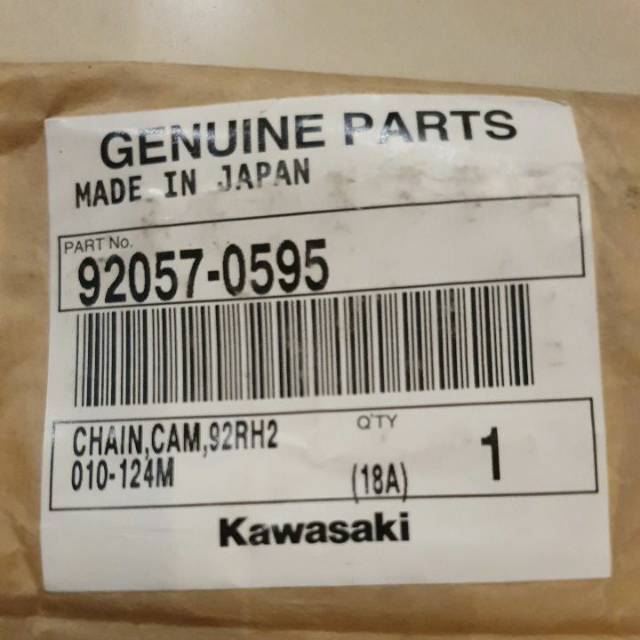 GENUINE PARTS
MADE IN JAPAN
PART No.
92057-0595
CHAIN,CAM,92RH2
010-124M
Q'TY
(18A)
1
Kawasaki